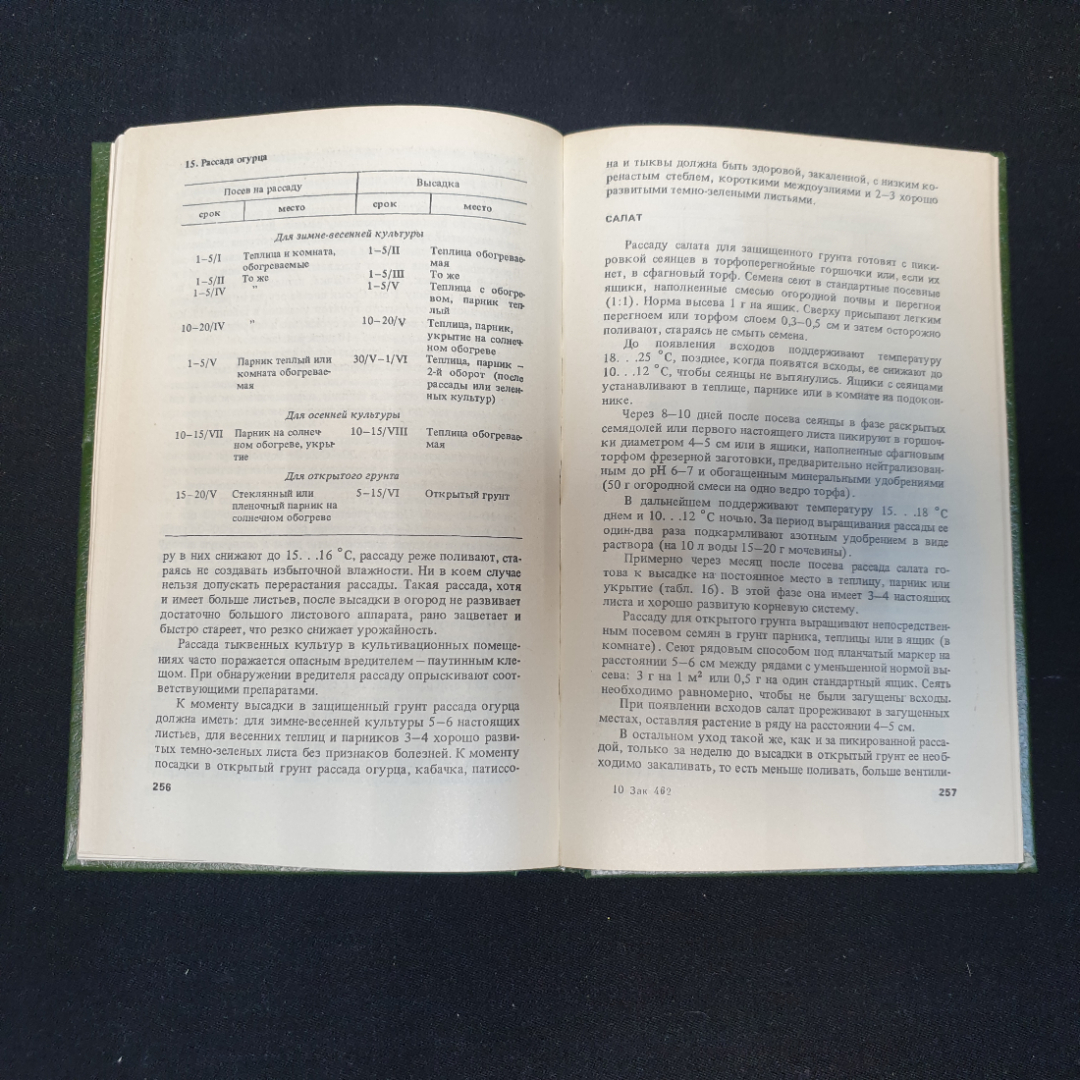 15. Рассада огурца
Посев на рассаду Высадка
срок место срок место
Для зимне-весенней культуры
1–5/I Теплица и комната, 1–5/II Теплица обогревае-
обогреваемые мая
1–5/II То же 1–5/III То же
1–5/IV " 1–5/V Теплица с обогре-
вом, парник теп-
лый
10–20/IV " 10–20/V Теплица, парник,
укрытие на солнеч-
ном обогреве
1–5/V Парник теплый или 30/V–1/VI Теплица, парник –
комната обогревае- 2-й оборот (после
мая рассады или зелен-
ных культур)
Для осенней культуры
10–15/VII Парник на солнеч- 10–15/VIII Теплица обогревае-
ном обогреве, укры- мая
тие
Для открытого грунта
15–20/V Стеклянный или 5–15/VI Открытый грунт
пленочный парник на
солнечном обогреве
ру в них снижают до 15. . .16 °С, рассаду реже поливают, ста-
раясь не создавать избыточной влажности. Ни в коем случае
нельзя допускать перерастания рассады. Такая рассада, хотя
и имеет больше листьев, после высадки в огород не развивает
достаточно большого листового аппарата, рано зацветает и
быстро стареет, что резко снижает урожайность.
Рассада тыквенных культур в культивационных помеще-
ниях часто поражается опасным вредителем – паутинным кле-
щом. При обнаружении вредителя рассаду опрыскивают соот-
ветствующими препаратами.
К моменту высадки в защищенный грунт рассада огурца
должна иметь: для зимне-весенней культуры 5–6 настоящих
листьев, для весенних теплиц и парников 3–4 хорошо разви-
тых темно-зеленых листа без признаков болезней. К моменту
посадки в открытый грунт рассада огурца, кабачка, патиссо-
256
на и тыквы должна быть здоровой, закаленной, с низким ко-
ренастым стеблем, короткими междоузлиями и 2–3 хорошо
развитыми темно-зелеными листьями.
САЛАТ
Рассаду салата для защищенного грунта готовят с пики-
ровкой сеянцев в торфоперегнойные горшочки или, если их
нет, в сфагновый торф. Семена сеют в стандартные посевные
ящики, наполненные смесью огородной почвы и перегноя
(1:1). Норма высева 1 г на ящик. Сверху присыпают легким
перегноем или торфом слоем 0,3–0,5 см и затем осторожно
поливают, стараясь не смыть семена.
До появления всходов поддерживают температуру
18. . .25 °С, позднее, когда появятся всходы, ее снижают до
10. . .12 °С, чтобы сеянцы не вытянулись. Ящики с сеянцами
устанавливают в теплице, парнике или в комнате на подокон-
нике.
Через 8–10 дней после посева сеянцы в фазе раскрытых
семядолей или первого настоящего листа пикируют в горшоч-
ки диаметром 4–5 см или в ящики, наполненные сфагновым
торфом фрезерной заготовки, предварительно нейтрализован-
ным до рН 6–7 и обогащенным минеральными удобрениями
(50 г огородной смеси на одно ведро торфа).
В дальнейшем поддерживают температуру 15. . .18 °С
днем и 10. . .12 °С ночью. За период выращивания рассады ее
один-два раза подкармливают азотным удобрением в виде
раствора (на 10 л воды 15–20 г мочевины).
Примерно через месяц после посева рассада салата го-
това к высадке на постоянное место в теплицу, парник или
укрытие (табл. 16). В этой фазе она имеет 3–4 настоящих
листа и хорошо развитую корневую систему.
Рассаду для открытого грунта выращивают непосредствен-
ным посевом семян в грунт парника, теплицы или в ящик (в
комнате). Сеют рядовым способом под планчатый маркер на
расстоянии 5–6 см между рядами с уменьшенной нормой вы-
сева: 3 г на 1 м² или 0,5 г на один стандартный ящик. Сеять
необходимо равномерно, чтобы не были загущены всходы.
При появлении всходов салат прореживают в загущенных
местах, оставляя растение в ряду на расстоянии 4–5 см.
В остальном уход такой же, как и за пикированной расса-
дой, только за неделю до высадки в открытый грунт ее необ-
ходимо закаливать, то есть меньше поливать, больше вентили-
10 Зак 462
257